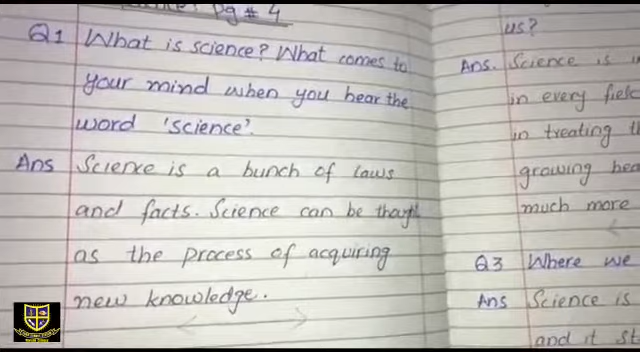 pg # 4
Q1 What is science? What comes to
your mind when you hear the
word 'science'.
Ans Science is a bunch of laws
and facts. Science can be
as the process of acquiring
new knowledge.
us?
Ans. Science is
in every
in treating
growing
much more
Q3 Where we
Ans Science is
and it